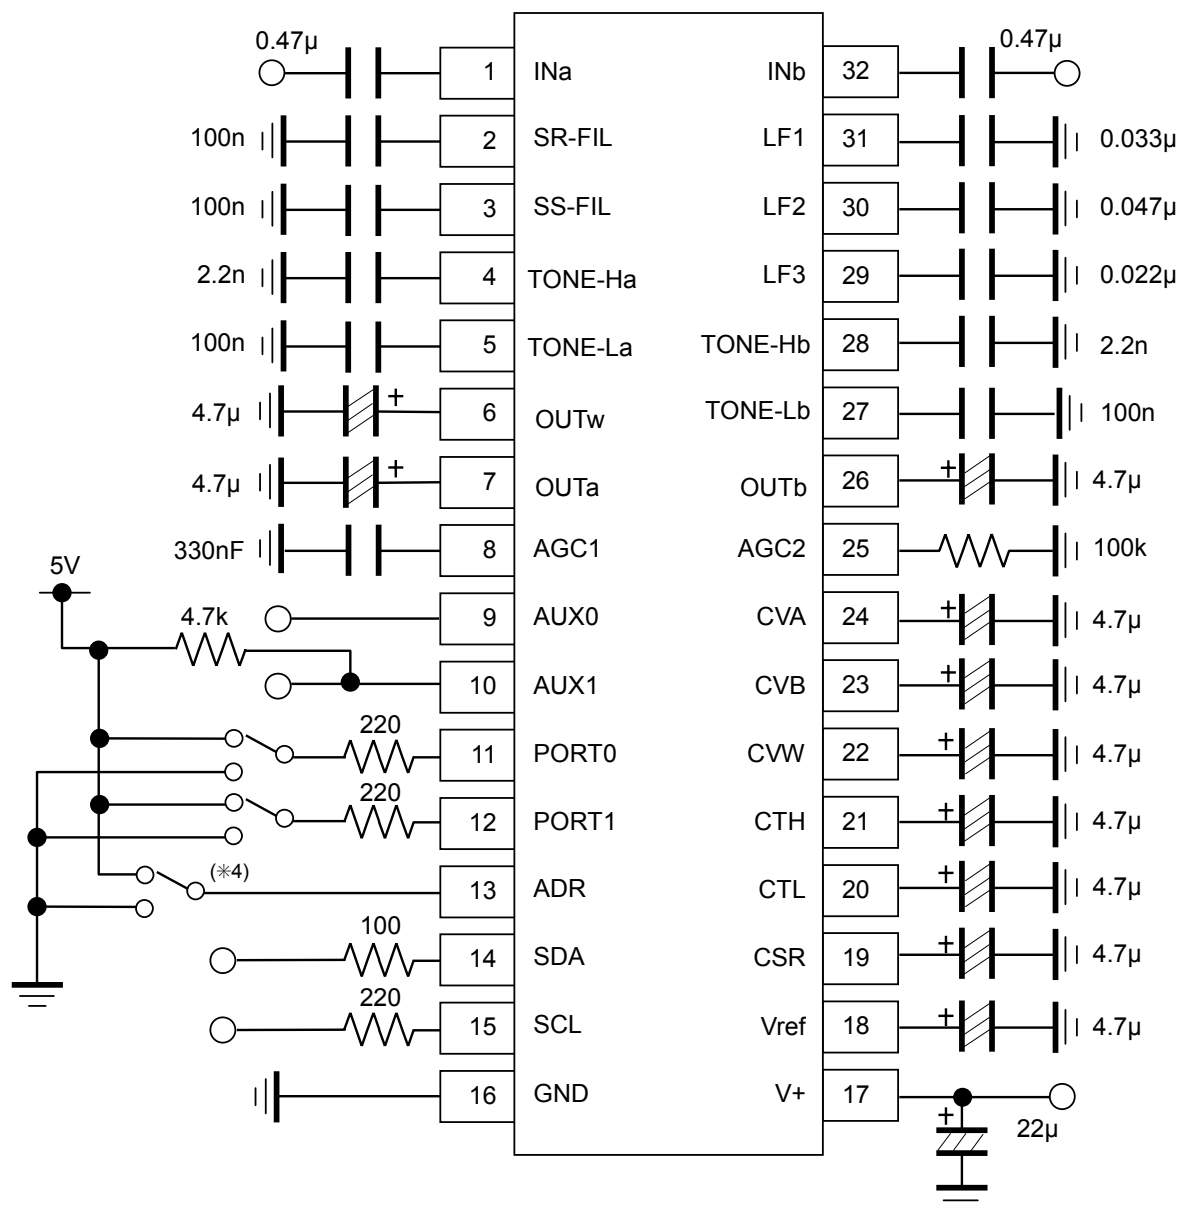 0.47µ 1 INa INb 32 0.47µ
100n 2 SR-FIL LF1 31 0.033µ
100n 3 SS-FIL LF2 30 0.047µ
2.2n 4 TONE-Ha LF3 29 0.022µ
100n 5 TONE-La TONE-Hb 28 2.2n
4.7µ + 6 OUTw TONE-Lb 27 100n
4.7µ + 7 OUTa OUTb 26 + 4.7µ
330nF 8 AGC1 AGC2 25 100k
5V 4.7k 9 AUX0 CVA 24 + 4.7µ
10 AUX1 CVB 23 + 4.7µ
220 11 PORT0 CVW 22 + 4.7µ
220 12 PORT1 CTH 21 + 4.7µ
(✳4) 13 ADR CTL 20 + 4.7µ
100 14 SDA CSR 19 + 4.7µ
220 15 SCL Vref 18 + 4.7µ
16 GND V+ 17 + 22µ